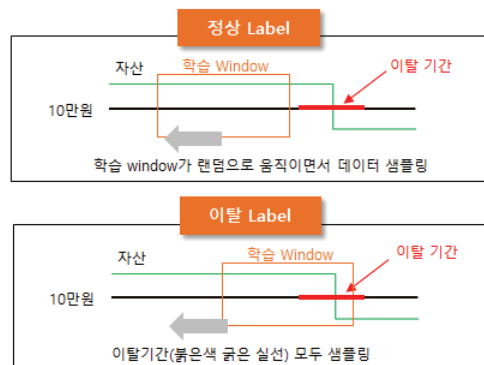 정상 Label
자산
학습 Window
이탈 기간
10만원
학습 window가 랜덤으로 움직이면서 데이터 샘플링
이탈 Label
자산
학습 Window
이탈 기간
10만원
이탈기간(붉은색 굵은 실선) 모두 샘플링